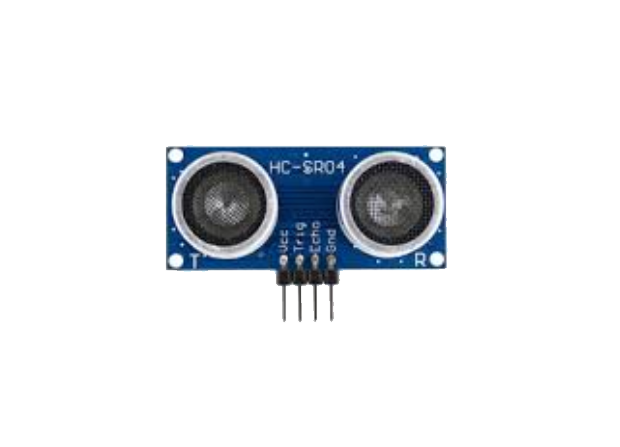 HC-SR04
Vcc
Trig
Echo
Gnd
T
R